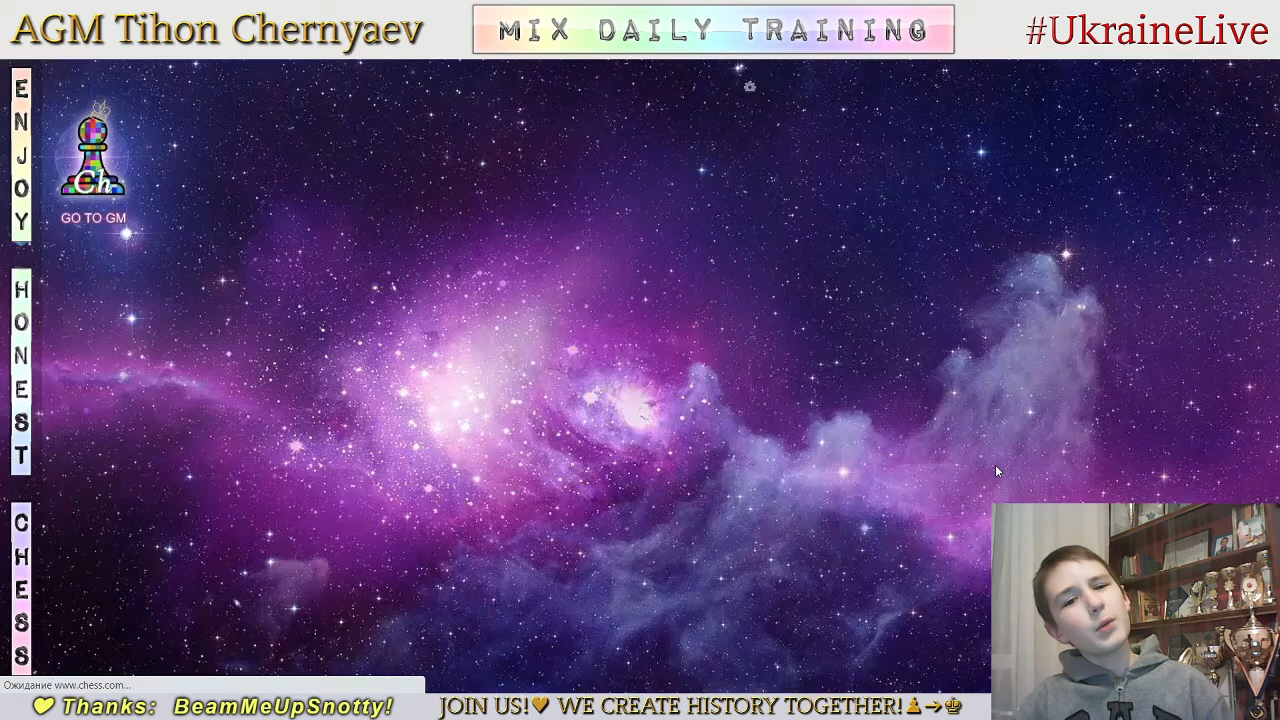 AGM Tihon Chernyaev
MIX DAILY TRAINING
#UkraineLive
ENJOY
HONEST
CHESS
Ch
GO TO GM
Ожидание www.chess.com...
Thanks: BeamMeUpSnotty!
JOIN US!🧡 WE CREATE HISTORY TOGETHER!♟→♚